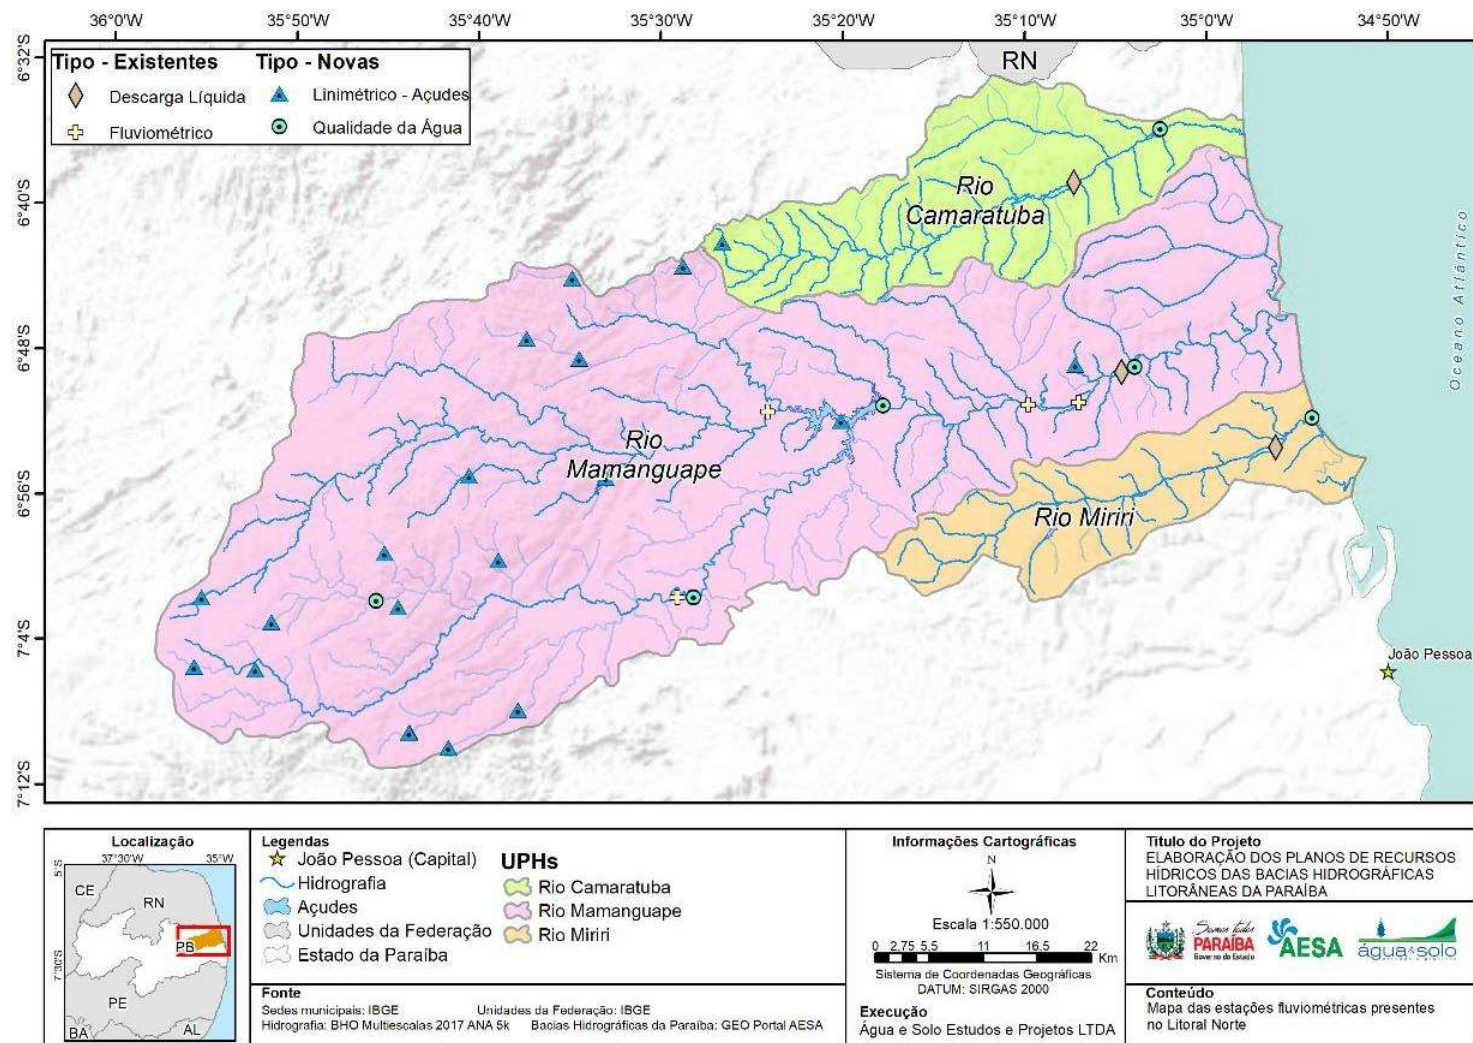 36°0'W 35°50'W 35°40'W 35°30'W 35°20'W 35°10'W 35°0'W 34°50'W
6°32'S
6°40'S
6°48'S
6°56'S
7°4'S
7°12'S
Tipo - Existentes Tipo - Novas
Descarga Líquida Linimétrico - Açudes
Fluviométrico Qualidade da Água
RN
Rio
Camaratuba
Rio
Mamanguape
Rio Miriri
Oceano Atlântico
João Pessoa
Localização
37°30'W 35°W
5°S
7°30'S
CE
RN
PB
PE
BA
AL
Legendas
João Pessoa (Capital)
Hidrografia
Açudes
Unidades da Federação
Estado da Paraíba
UPHs
Rio Camaratuba
Rio Mamanguape
Rio Miriri
Fonte
Sedes municipais: IBGE Unidades da Federação: IBGE
Hidrografia: BHO Multiescalas 2017 ANA 5k Bacias Hidrográficas da Paraíba: GEO Portal AESA
Informações Cartográficas
N
Escala 1:550.000
0 2.75 5.5 11 16.5 22
Km
Sistema de Coordenadas Geográficas
DATUM: SIRGAS 2000
Execução
Água e Solo Estudos e Projetos LTDA
Título do Projeto
ELABORAÇÃO DOS PLANOS DE RECURSOS
HÍDRICOS DAS BACIAS HIDROGRÁFICAS
LITORÂNEAS DA PARAÍBA
Somos todos
PARAÍBA
Governo do Estado
AESA
água e solo
Conteúdo
Mapa das estações fluviométricas presentes
no Litoral Norte